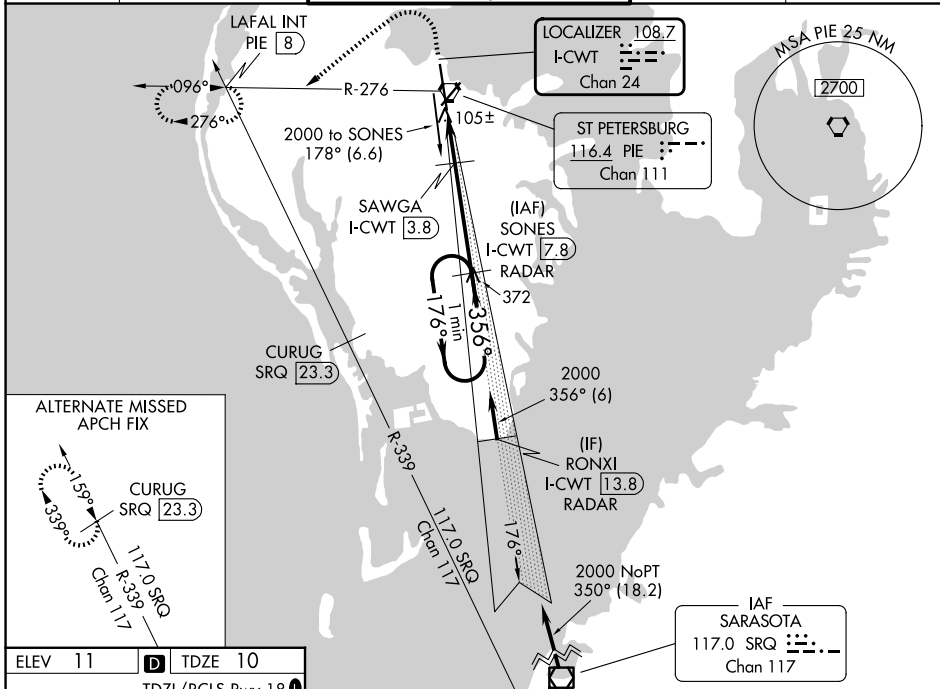 LAFAL INT
PIE 8
096°
276°
R-276
2000 to SONES
178° (6.6)
105±
LOCALIZER 108.7
I-CWT
Chan 24
ST PETERSBURG
116.4 PIE
Chan 111
MSA PIE 25 NM
2700
SAWGA
I-CWT 3.8
(IAF)
SONES
I-CWT 7.8
RADAR
372
1 min
176°
356°
CURUG
SRQ 23.3
2000
356° (6)
(IF)
RONXI
I-CWT 13.8
RADAR
R-339
117.0 SRQ
Chan 117
176°
2000 NoPT
350° (18.2)
IAF
SARASOTA
117.0 SRQ
Chan 117
ALTERNATE MISSED
APCH FIX
CURUG
SRQ 23.3
159°
339°
117.0 SRQ
R-339
Chan 117
ELEV 11 D TDZE 10
TDZL/RCLS Rwy 18